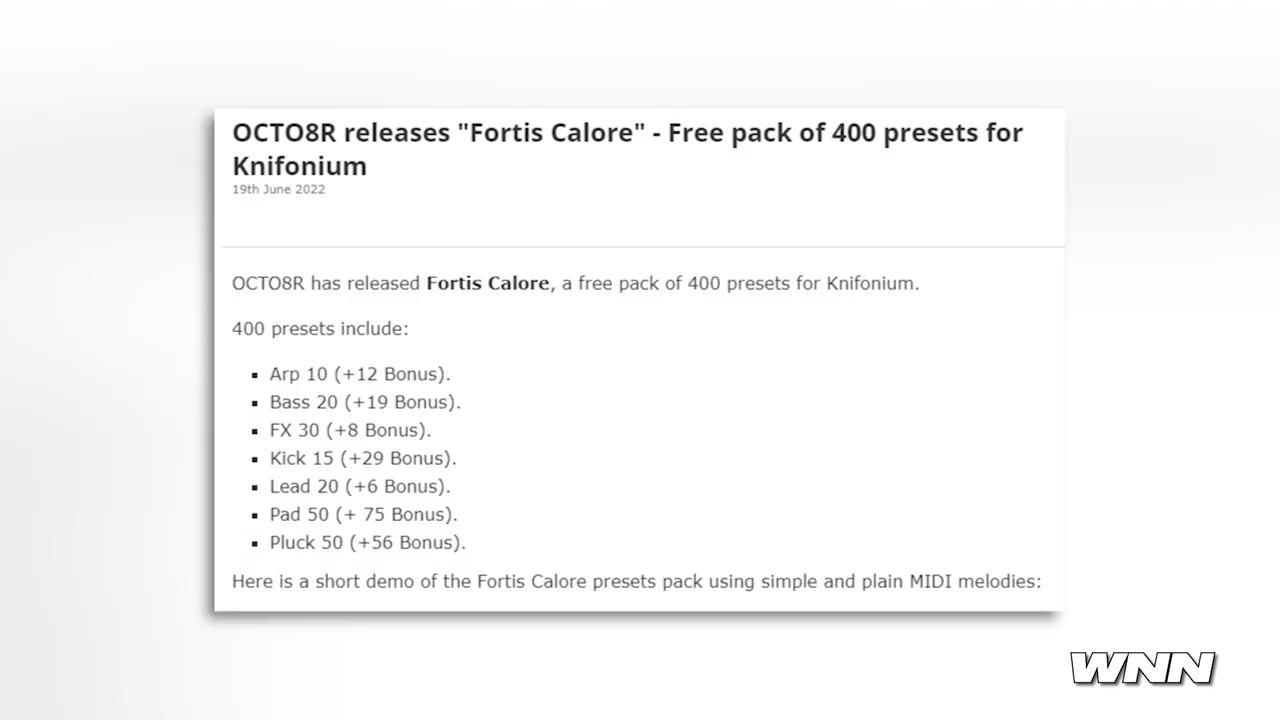 OCTO8R releases "Fortis Calore" - Free pack of 400 presets for
Knifonium
19th June 2022
OCTO8R has released Fortis Calore, a free pack of 400 presets for Knifonium.
400 presets include:
Arp 10 (+12 Bonus).
Bass 20 (+19 Bonus).
FX 30 (+8 Bonus).
Kick 15 (+29 Bonus).
Lead 20 (+6 Bonus).
Pad 50 (+ 75 Bonus).
Pluck 50 (+56 Bonus).
Here is a short demo of the Fortis Calore presets pack using simple and plain MIDI melodies:
WNN